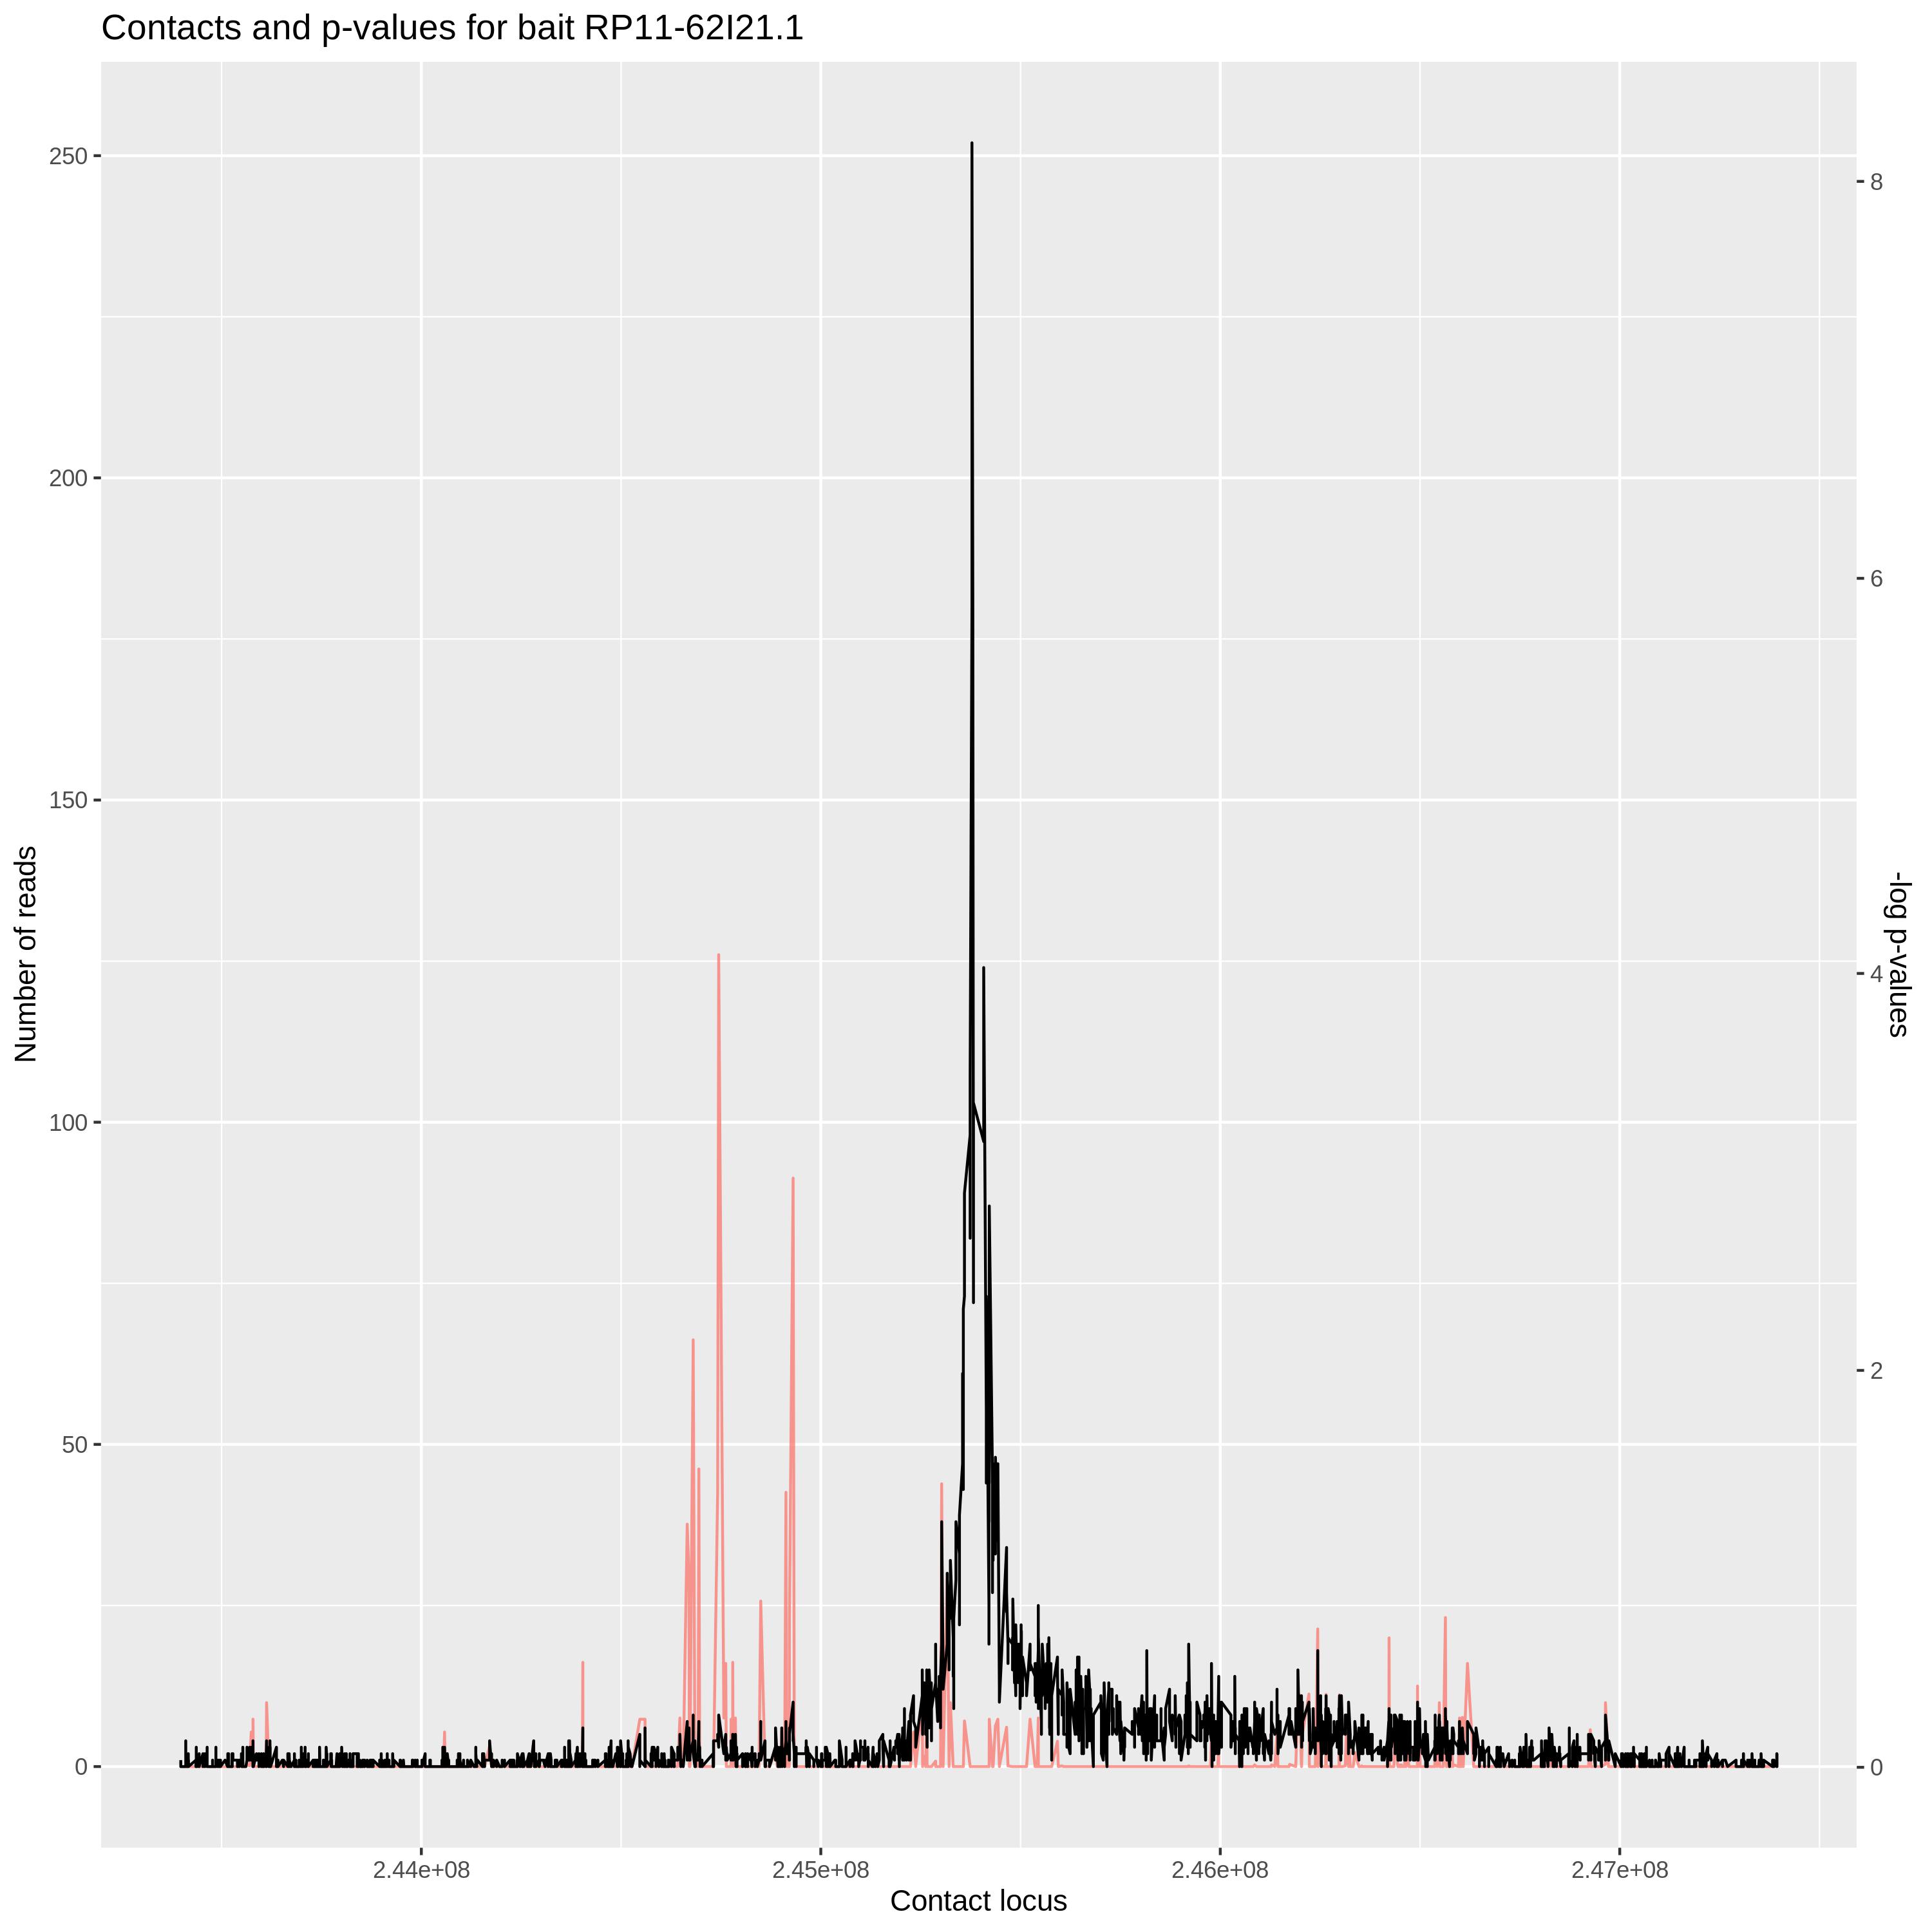 Contacts and p-values for bait RP11-62I21.1
250
200
150
100
50
0
Number of reads
8
6
4
2
0
-log p-values
2.44e+08 2.45e+08 2.46e+08 2.47e+08
Contact locus